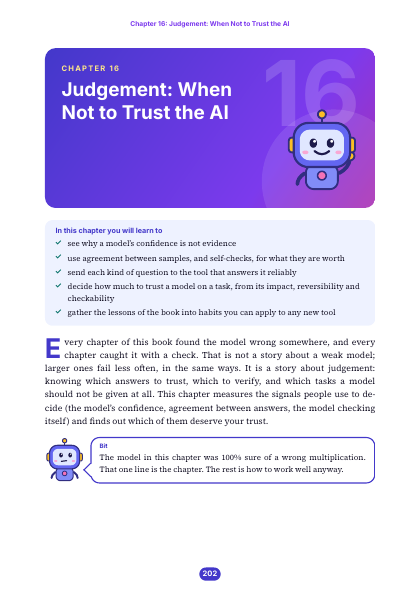 Chapter 16: Judgement: When Not to Trust the AI
CHAPTER 16
16
Judgement: When
Not to Trust the AI
In this chapter you will learn to
see why a model's confidence is not evidence
use agreement between samples, and self-checks, for what they are worth
send each kind of question to the tool that answers it reliably
decide how much to trust a model on a task, from its impact, reversibility and
checkability
gather the lessons of the book into habits you can apply to any new tool
Every chapter of this book found the model wrong somewhere, and every
chapter caught it with a check. That is not a story about a weak model;
larger ones fail less often, in the same ways. It is a story about judgement:
knowing which answers to trust, which to verify, and which tasks a model
should not be given at all. This chapter measures the signals people use to de-
cide (the model's confidence, agreement between answers, the model checking
itself) and finds out which of them deserve your trust.
Bit
The model in this chapter was 100% sure of a wrong multiplication.
That one line is the chapter. The rest is how to work well anyway.
202